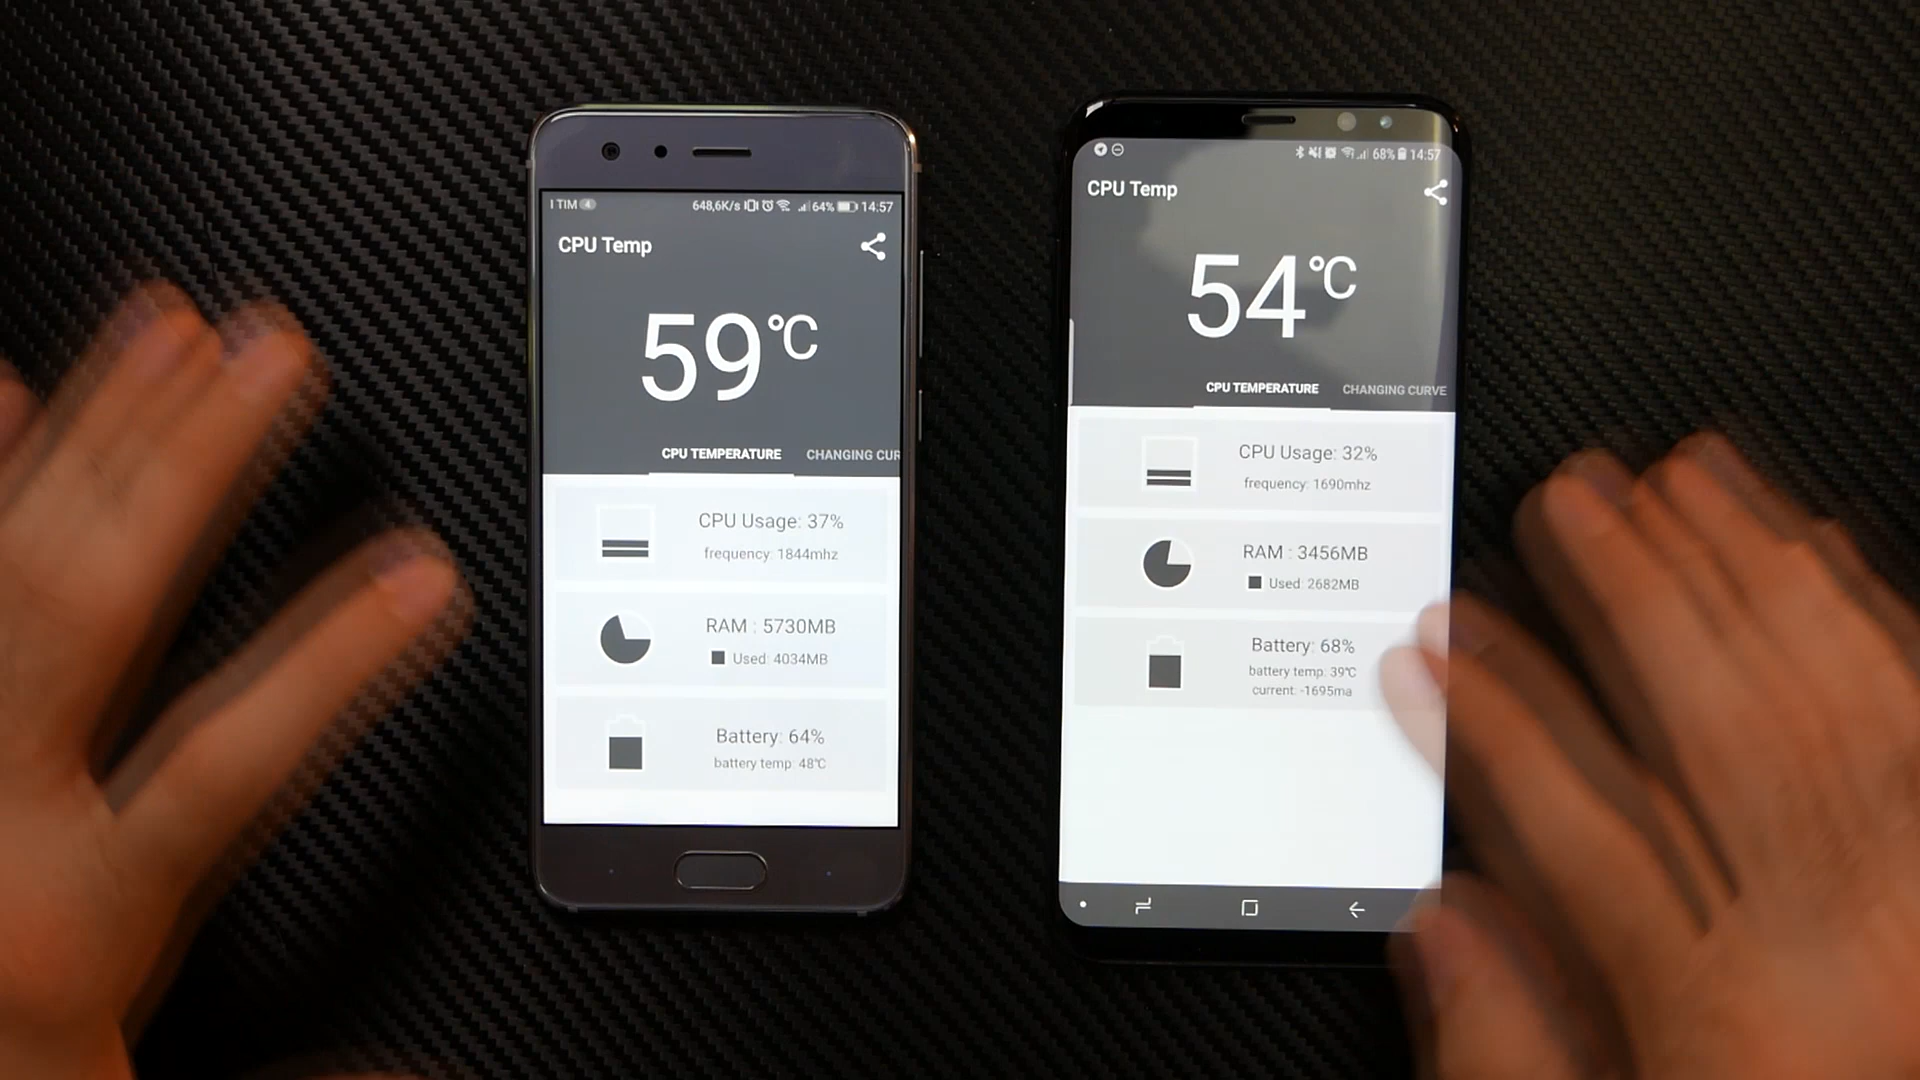 I TIM 4 648,6K/s 64% 14:57
CPU Temp
59°C
CPU TEMPERATURE CHANGING CUR
CPU Usage: 37%
frequency: 1844mhz
RAM : 5730MB
Used: 4034MB
Battery: 64%
battery temp: 48°C
68% 14:57
CPU Temp
54°C
CPU TEMPERATURE CHANGING CURVE
CPU Usage: 32%
frequency: 1690mhz
RAM : 3456MB
Used: 2682MB
Battery: 68%
battery temp: 39°C
current: -1695ma